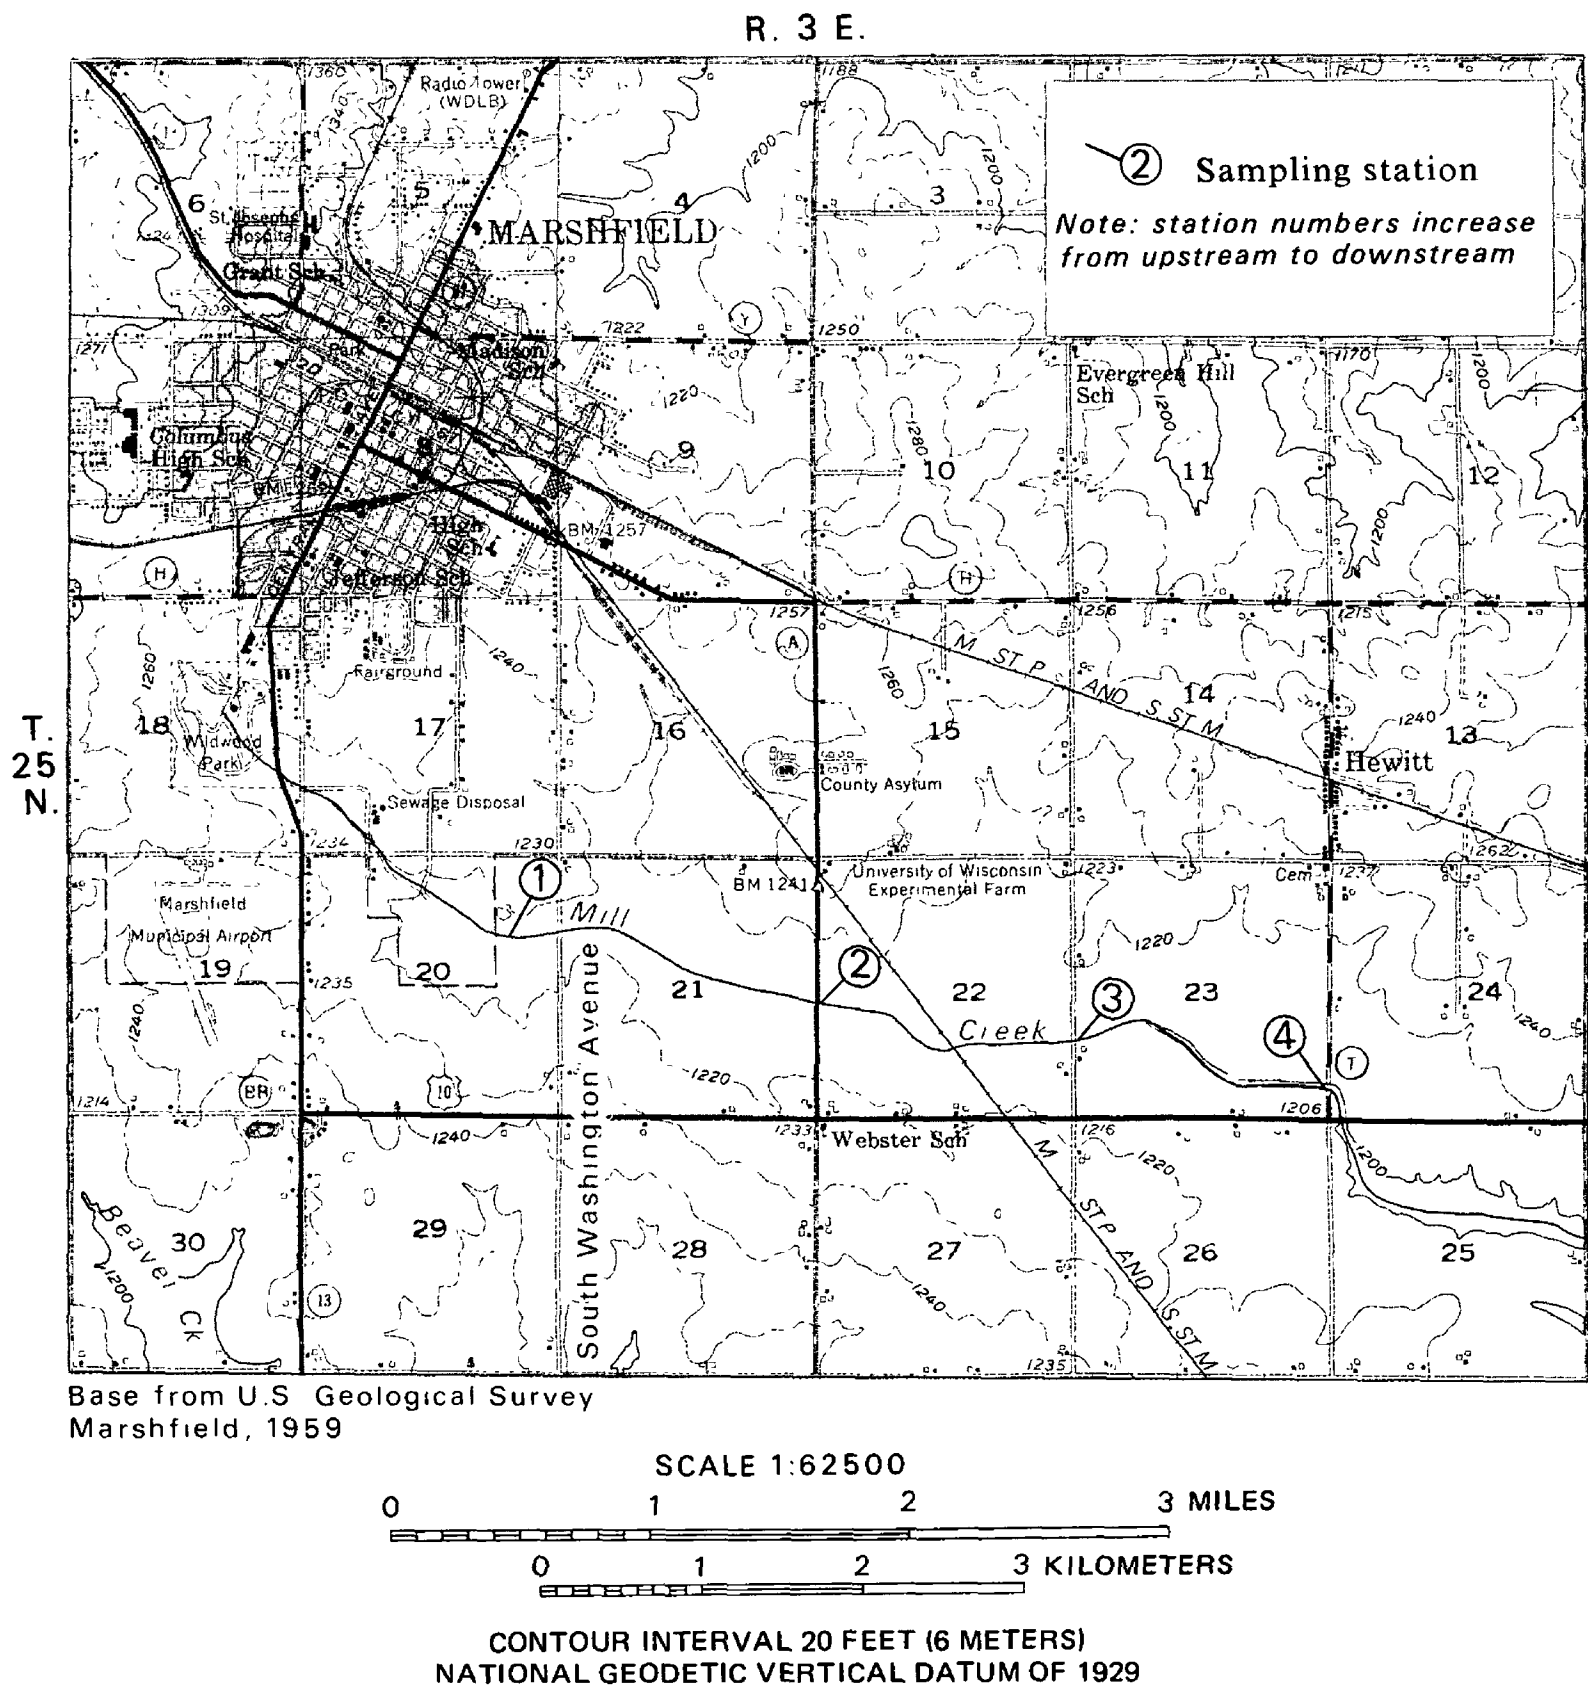 R. 3 E.
1360
Radio Tower
(WDLB)
1188
1340
1200
1200
2 Sampling station
Note: station numbers increase
from upstream to downstream
6
5
4
3
St Josephs
Hospital
MARSHFIELD
Grant Sch
1309
1271
Park
Madison
Sch
1222
Y
1250
1170
Evergreen Hill
Sch
1200
1200
1220
1280
Columbus
High Sch
7
8
9
10
11
12
1200
High
Sch
BM 1257
H
Jefferson Sch
H
1257
1256
1215
A
1260
Fairground
1240
1260
M ST P AND S. ST M
14
1240
18
17
16
15
13
T.
25
N.
Wildwood
Park
Hewitt
County Asylum
Sewage Disposal
1234
1230
1262
1
BM 1241
University of Wisconsin
Experimental Farm
1223
Cem
1237
Marshfield
Municipal Airport
Mill
1220
2
19
20
21
22
23
24
1235
3
1240
1240
Creek
4
T
South Washington Avenue
1220
BB
10
1214
1206
1240
1233
Webster Sch
1216
1220
1200
Beaver Ck
30
29
28
27
26
25
1200
13
1240
M ST P AND S. ST M
1235
Base from U.S Geological Survey
Marshfield, 1959
SCALE 1:62500
0 1 2 3 MILES
0 1 2 3 KILOMETERS
CONTOUR INTERVAL 20 FEET (6 METERS)
NATIONAL GEODETIC VERTICAL DATUM OF 1929